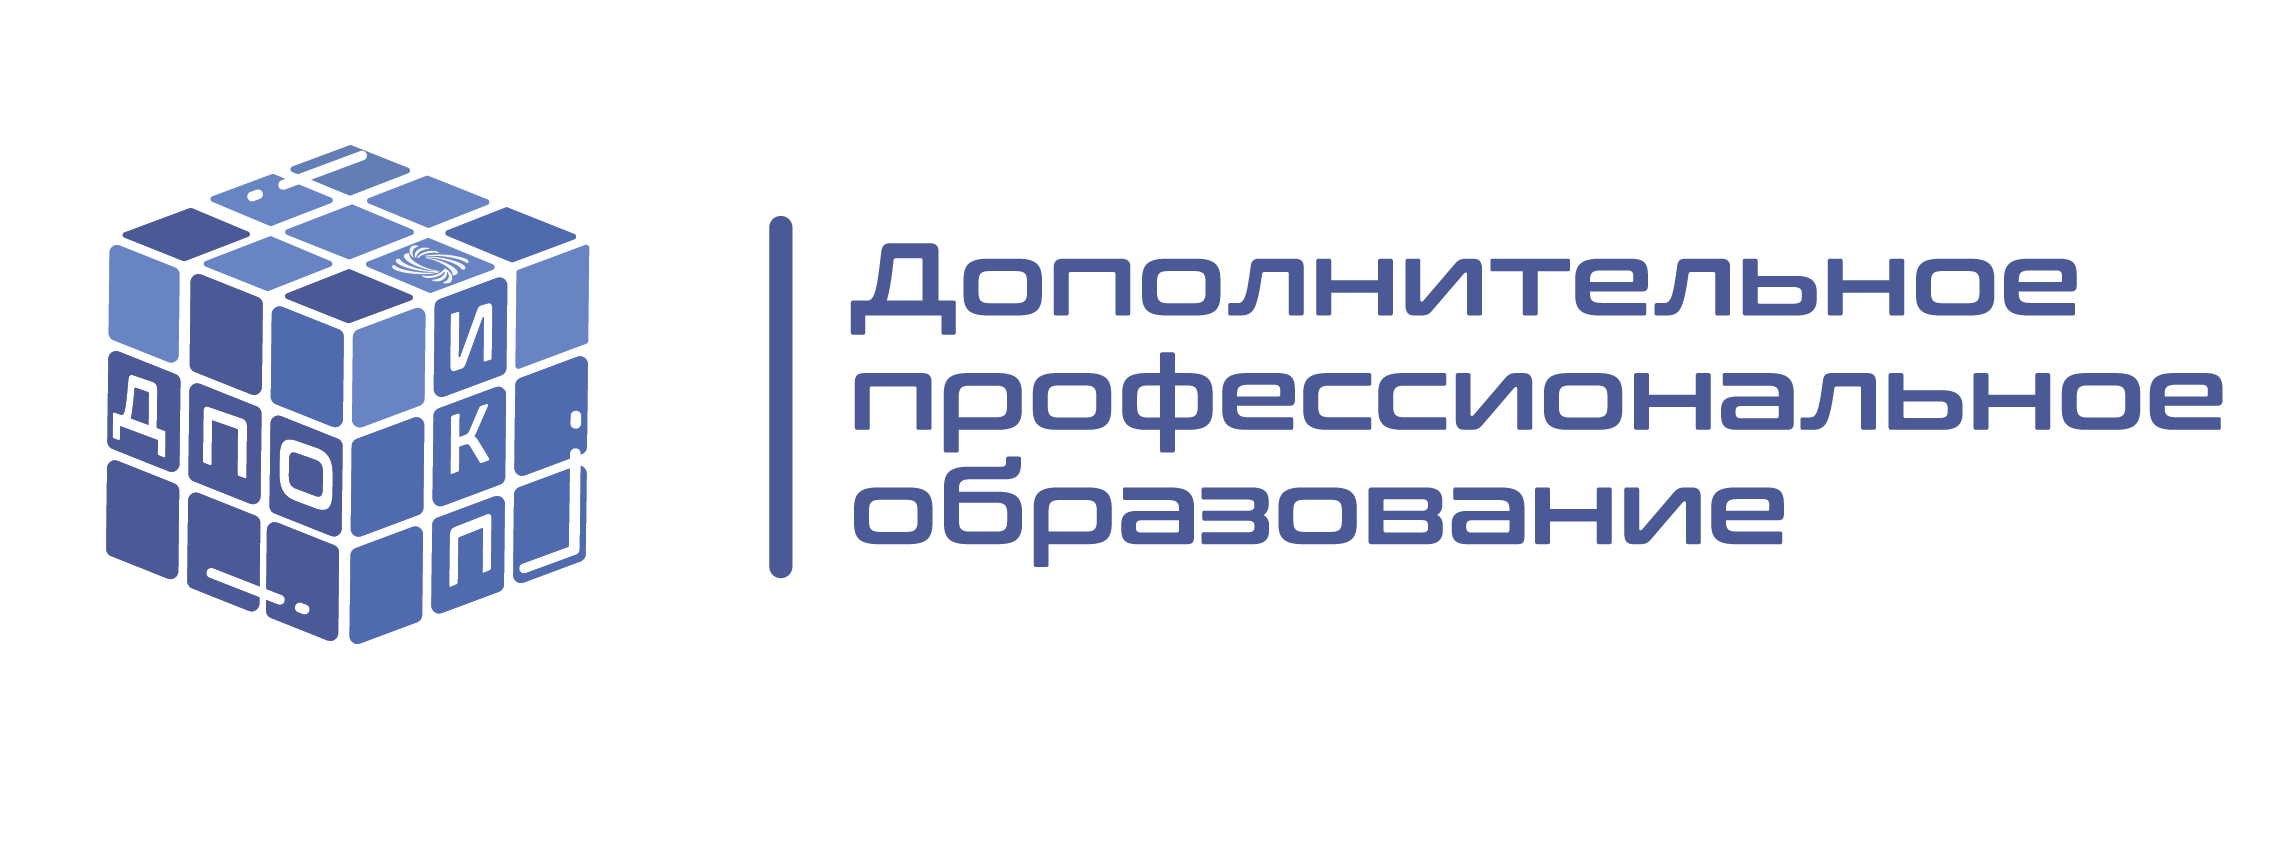 ДПО
ИКП
Дополнительное
профессиональное
образование